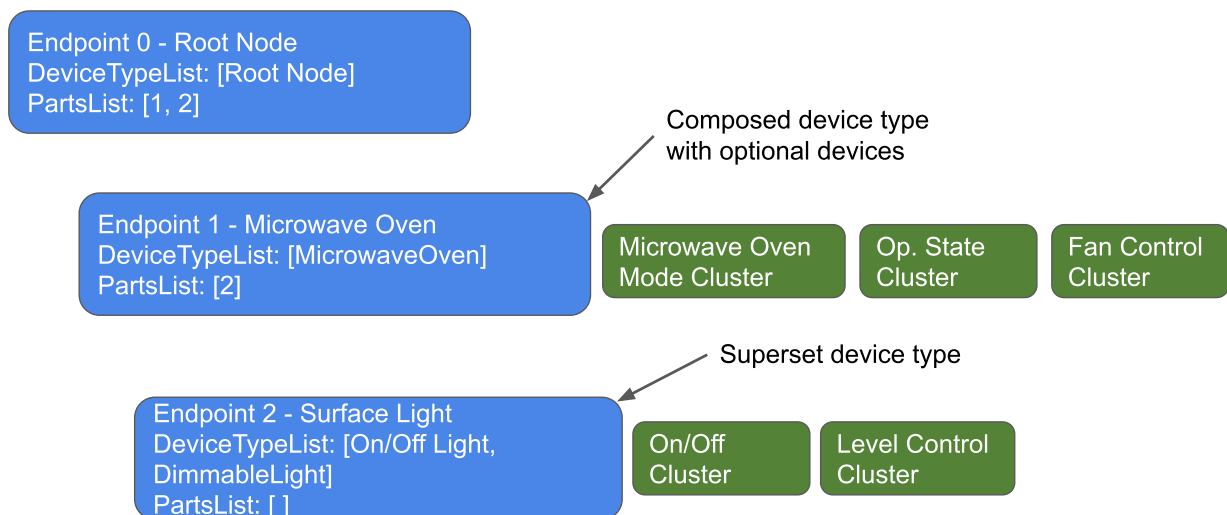 Endpoint 0 - Root Node
DeviceTypeList: [Root Node]
PartsList: [1, 2]
Composed device type
with optional devices
Endpoint 1 - Microwave Oven
DeviceTypeList: [MicrowaveOven]
PartsList: [2]
Microwave Oven
Mode Cluster
Op. State
Cluster
Fan Control
Cluster
Superset device type
Endpoint 2 - Surface Light
DeviceTypeList: [On/Off Light,
DimmableLight]
PartsList: [ ]
On/Off
Cluster
Level Control
Cluster